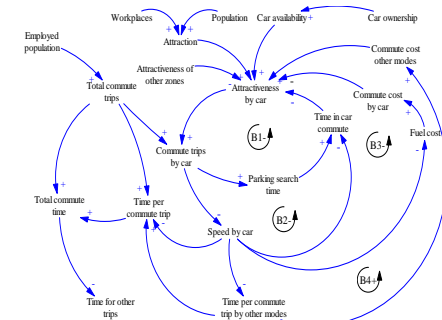 Workplaces
Population
Car availability
Car ownership
Employed
population
Attraction
Commute cost
other modes
Attractiveness of
other zones
Total commute
trips
Attractiveness
by car
Commute cost
by car
Time in car
commute
Fuel cost
B1-
B3-
Commute trips
by car
Parking search
time
Total commute
time
Time per
commute trip
B2-
Speed by car
B4+
Time for other
trips
Time per commute
trip by other modes